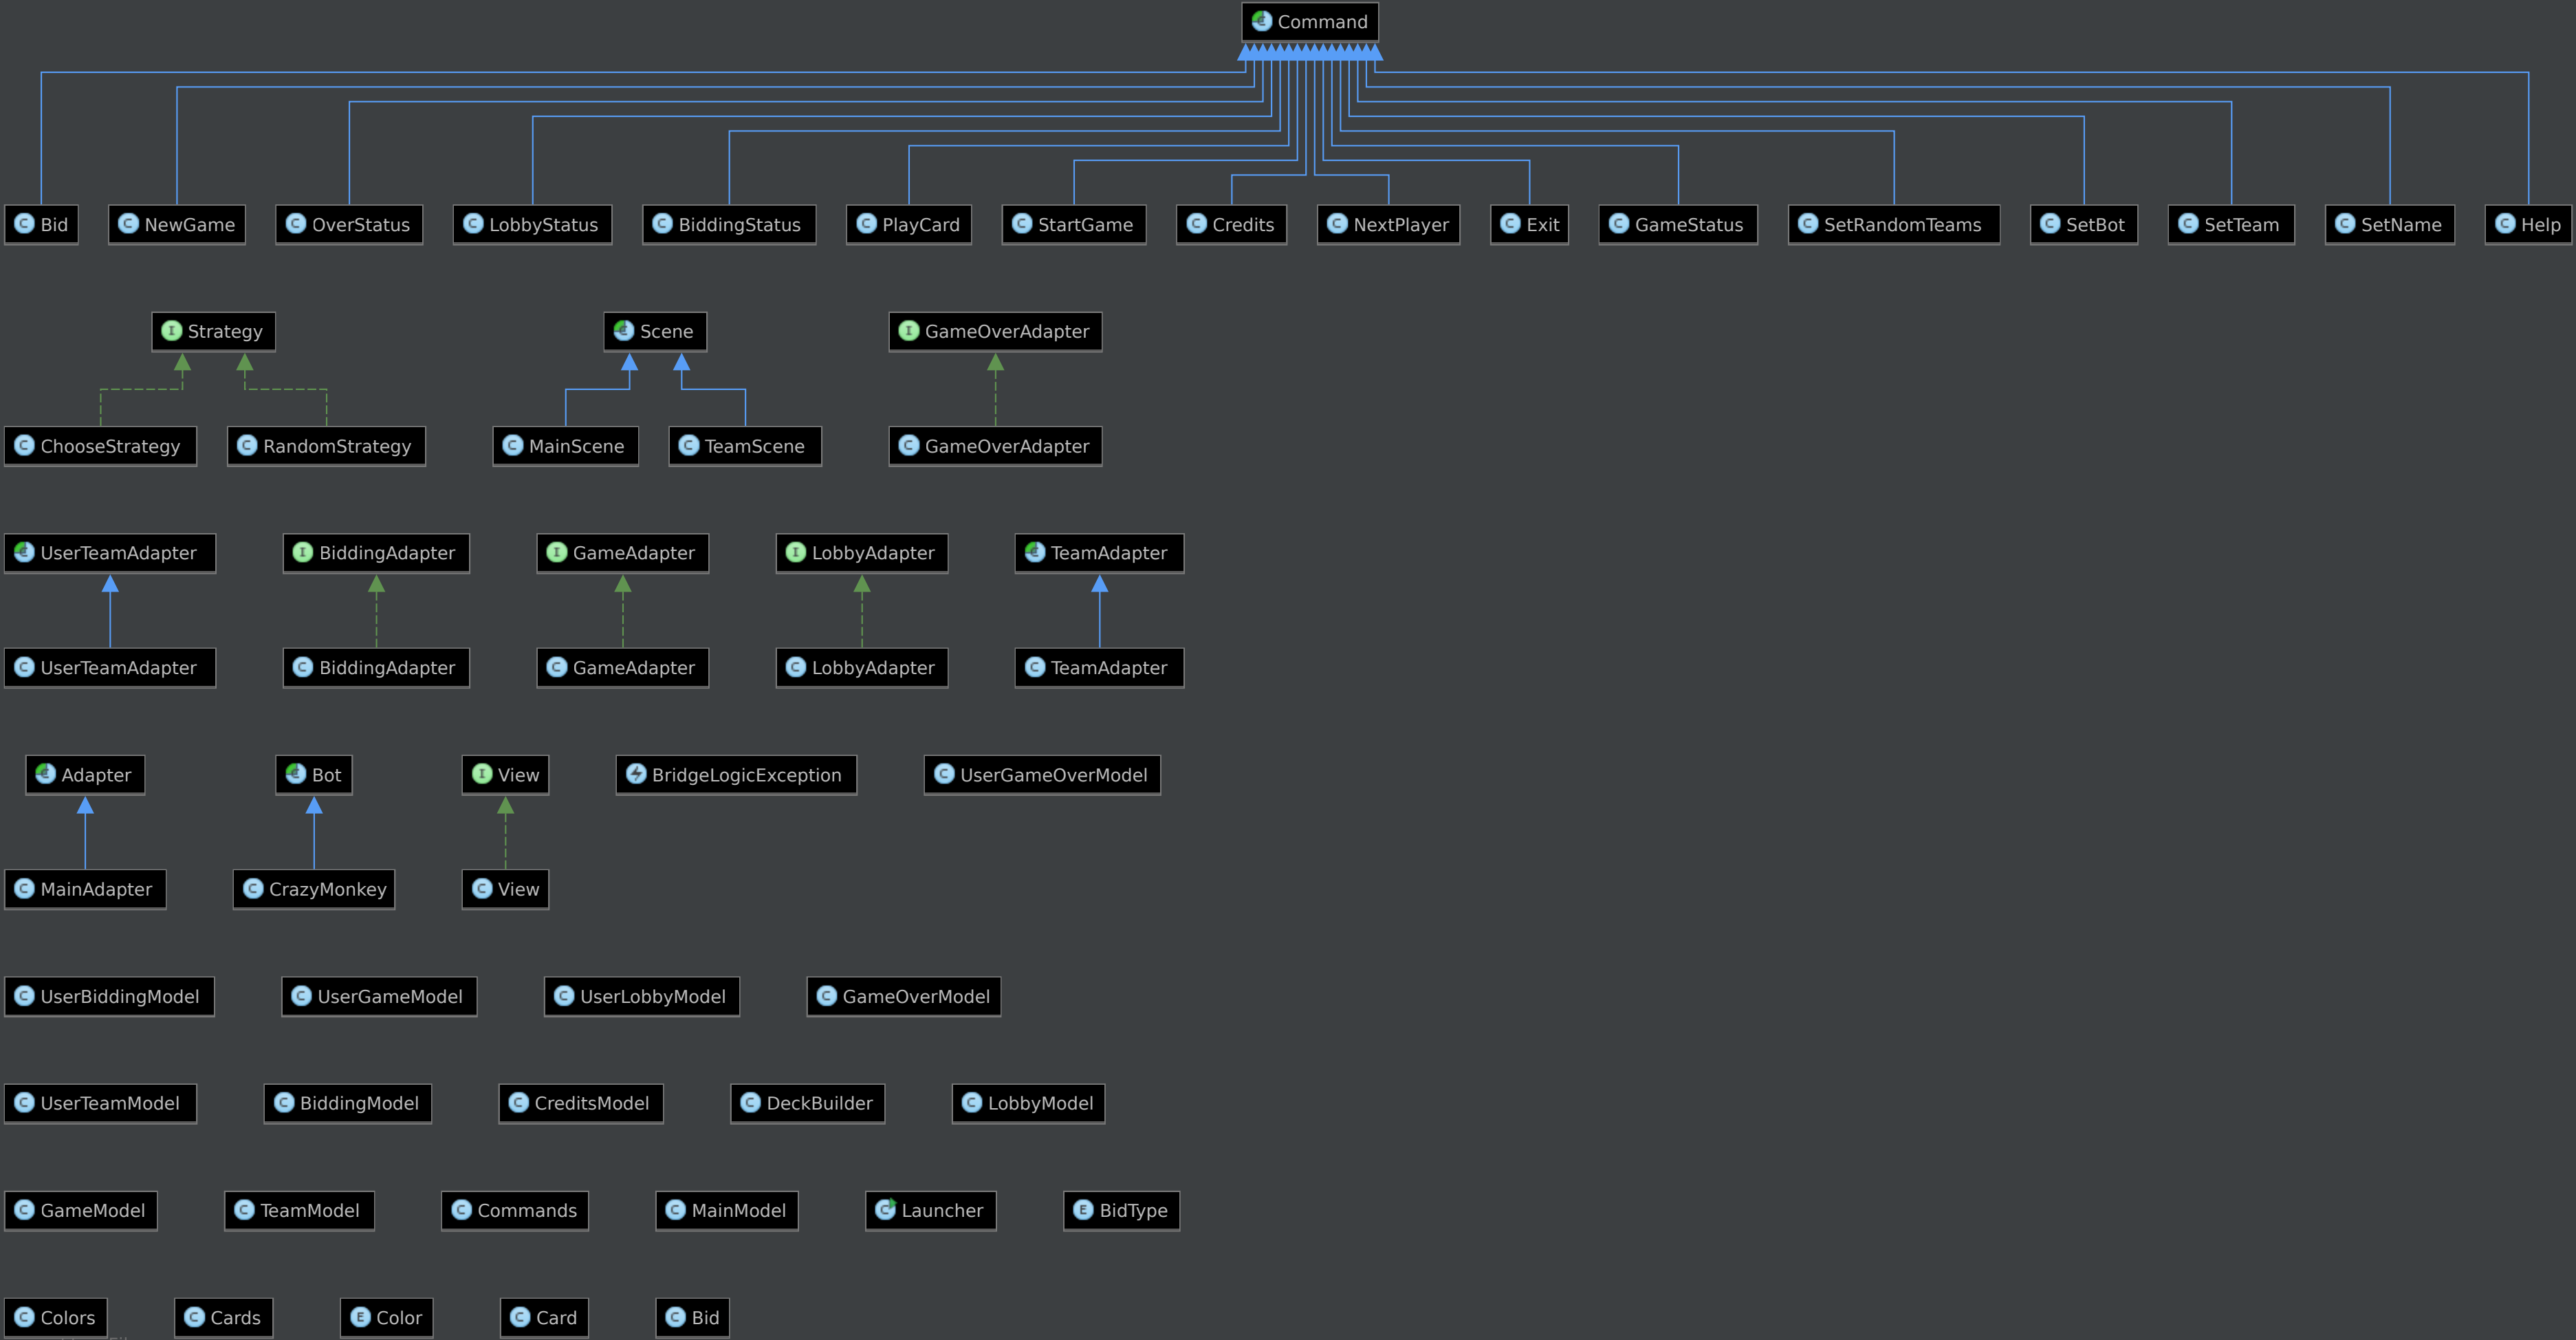 Command
Bid NewGame OverStatus LobbyStatus BiddingStatus PlayCard StartGame Credits NextPlayer Exit GameStatus SetRandomTeams SetBot SetTeam SetName Help
Strategy Scene GameOverAdapter
ChooseStrategy RandomStrategy MainScene TeamScene GameOverAdapter
UserTeamAdapter BiddingAdapter GameAdapter LobbyAdapter TeamAdapter
UserTeamAdapter BiddingAdapter GameAdapter LobbyAdapter TeamAdapter
Adapter Bot View BridgeLogicException UserGameOverModel
MainAdapter CrazyMonkey View
UserBiddingModel UserGameModel UserLobbyModel GameOverModel
UserTeamModel BiddingModel CreditsModel DeckBuilder LobbyModel
GameModel TeamModel Commands MainModel Launcher BidType
Colors Cards Color Card Bid